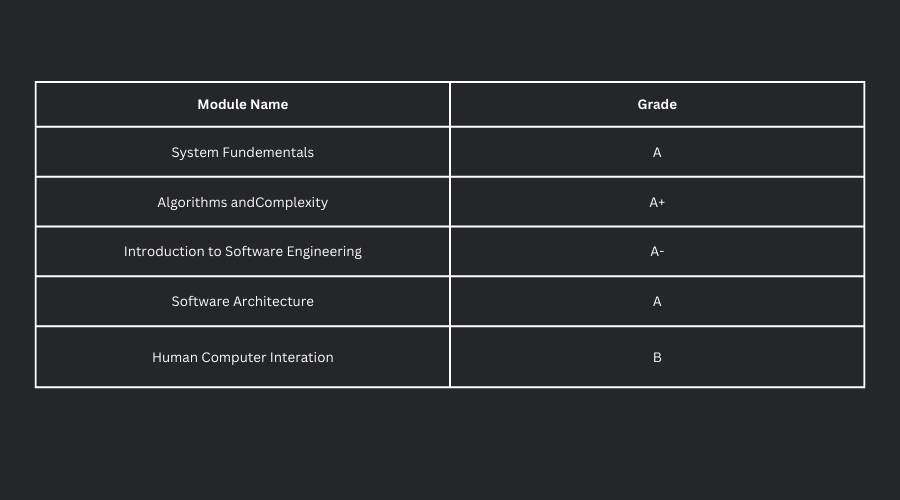 Module Name Grade
System Fundementals A
Algorithms andComplexity A+
Introduction to Software Engineering A-
Software Architecture A
Human Computer Interation B